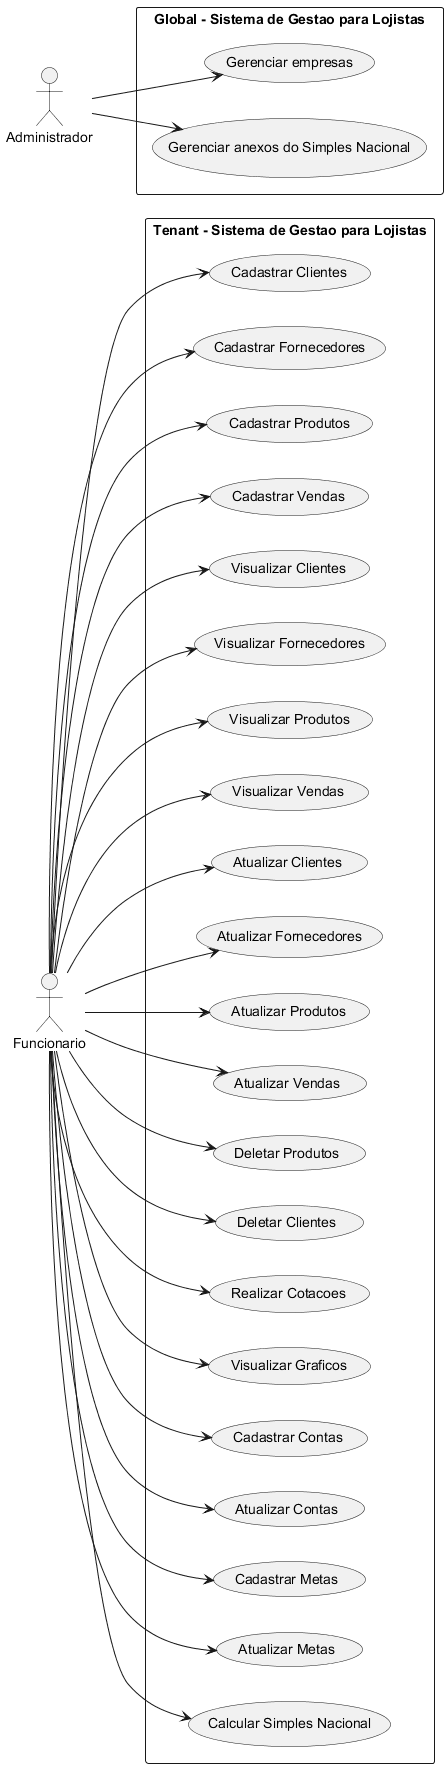 Global - Sistema de Gestao para Lojistas
Gerenciar empresas
Administrador
Gerenciar anexos do Simples Nacional
Tenant - Sistema de Gestao para Lojistas
Cadastrar Clientes
Cadastrar Fornecedores
Cadastrar Produtos
Cadastrar Vendas
Visualizar Clientes
Visualizar Fornecedores
Visualizar Produtos
Visualizar Vendas
Atualizar Clientes
Atualizar Fornecedores
Atualizar Produtos
Funcionario
Atualizar Vendas
Deletar Produtos
Deletar Clientes
Realizar Cotacoes
Visualizar Graficos
Cadastrar Contas
Atualizar Contas
Cadastrar Metas
Atualizar Metas
Calcular Simples Nacional